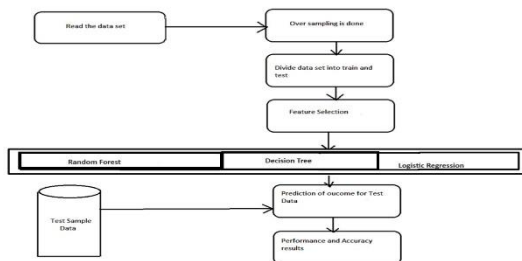 Read the data set
Over sampling is done
Divide data set into train and
test
Feature Selection
Random Forest
Decision Tree
Logistic Regression
Prediction of oucome for Test
Data
Test Sample
Data
Performance and Accuracy
results